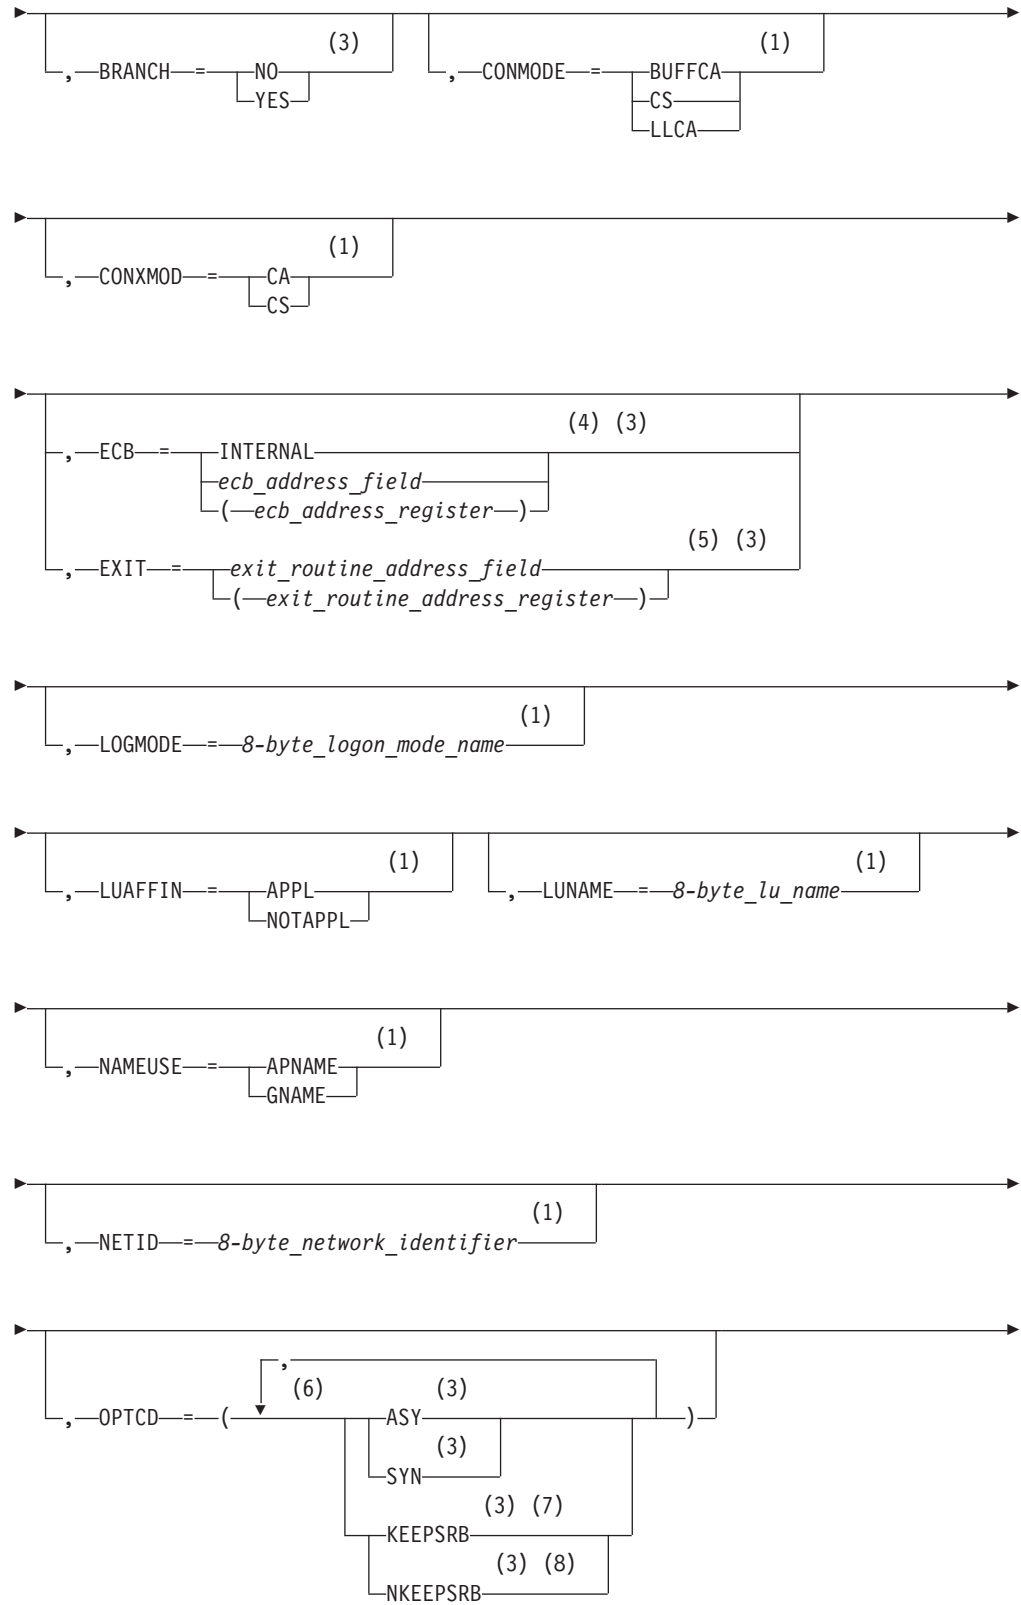 (3) (1)
,—BRANCH—=—NO ,—CONMODE—=—BUFFCA
YES CS
LLCA
(1)
,—CONXMOD—=—CA
CS
(4) (3)
,—ECB—=—INTERNAL
ecb_address_field
(—ecb_address_register—)
(5) (3)
,—EXIT—=—exit_routine_address_field
(—exit_routine_address_register—)
(1)
,—LOGMODE—=—8-byte_logon_mode_name
(1) (1)
,—LUAFFIN—=—APPL ,—LUNAME—=—8-byte_lu_name
NOTAPPL
(1)
,—NAMEUSE—=—APNAME
GNAME
(1)
,—NETID—=—8-byte_network_identifier
,
(6) (3)
,—OPTCD—=—(—ASY—)
(3)
SYN
(3) (7)
KEEPSRB
(3) (8)
NKEEPSRB